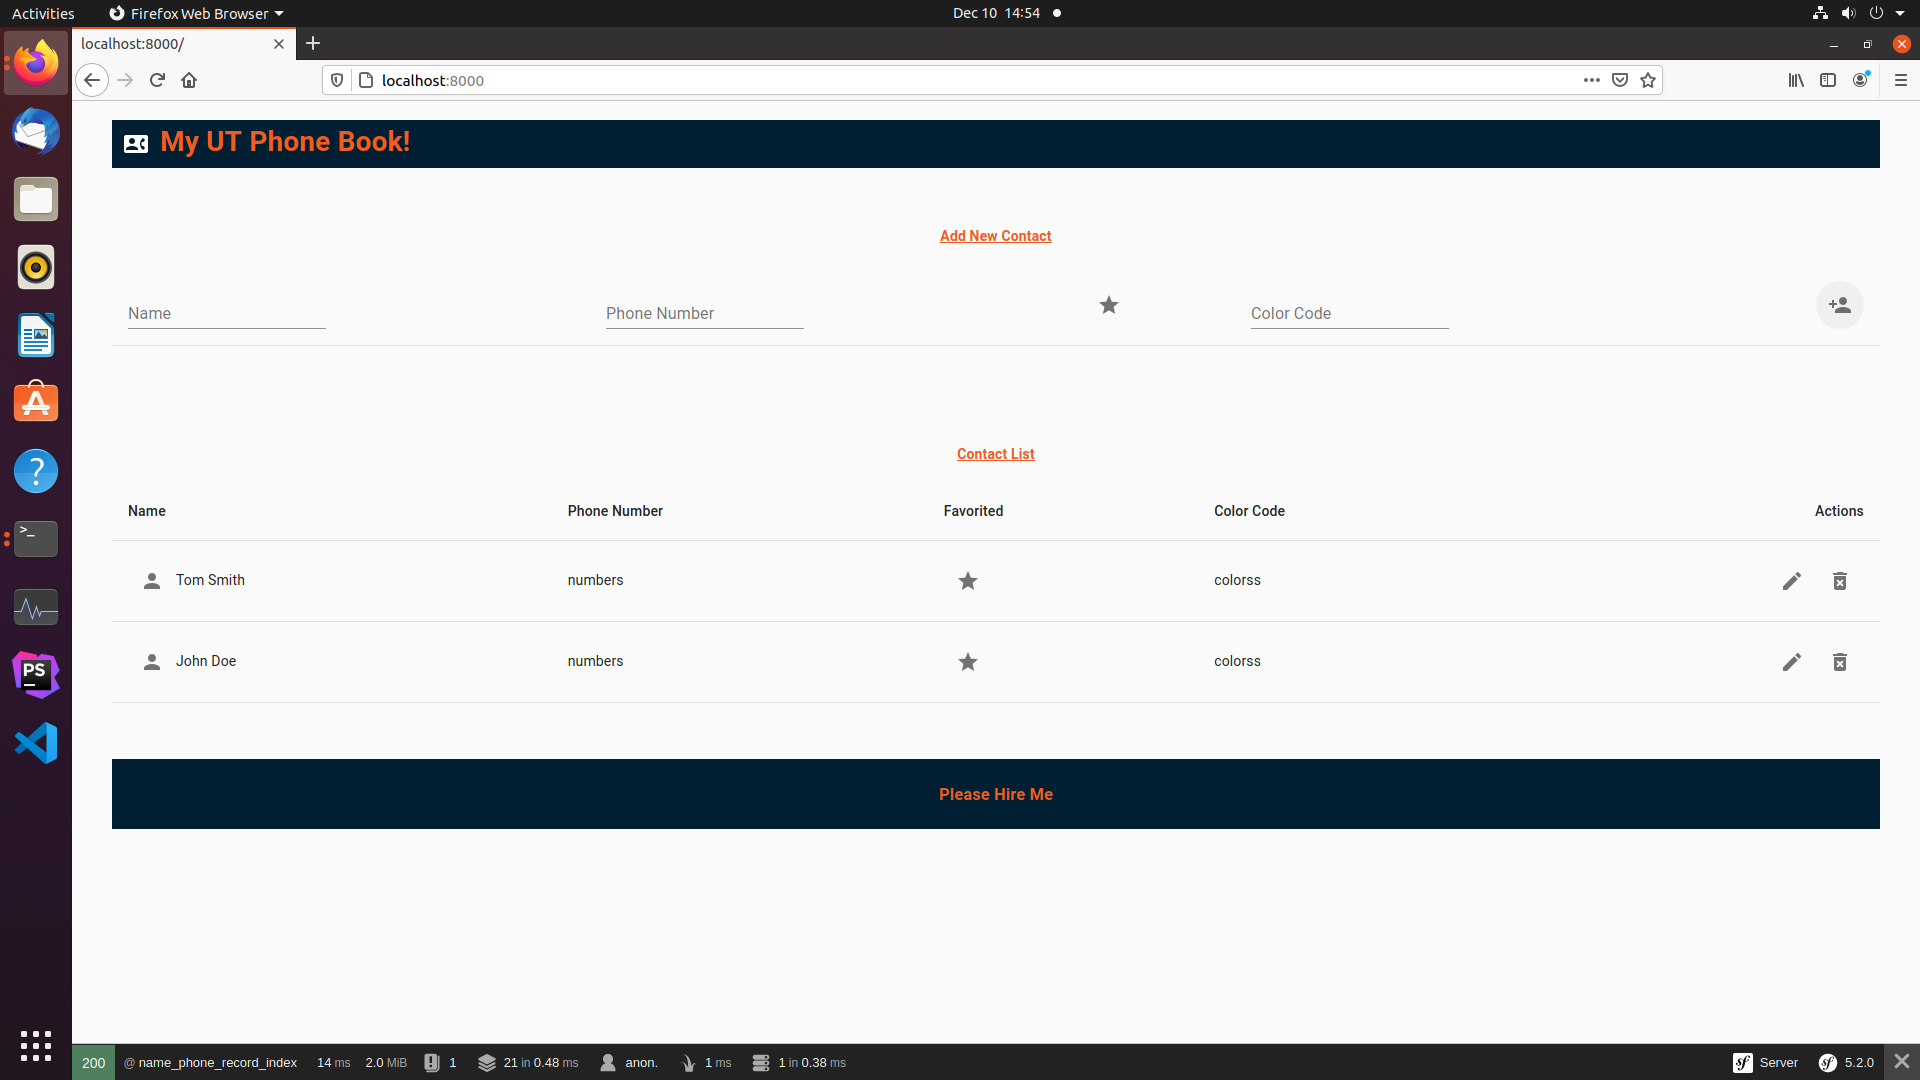 Activities
Firefox Web Browser
Dec 10 14:54
localhost:8000/
localhost:8000
My UT Phone Book!
Add New Contact
Name
Phone Number
Color Code
Contact List
Name Phone Number Favorited Color Code Actions
Tom Smith numbers colorss
John Doe numbers colorss
Please Hire Me
?
>_
PS
200 @ name_phone_record_index 14 ms 2.0 MiB 1 21 in 0.48 ms anon. 1 ms 1 in 0.38 ms sf Server sf 5.2.0